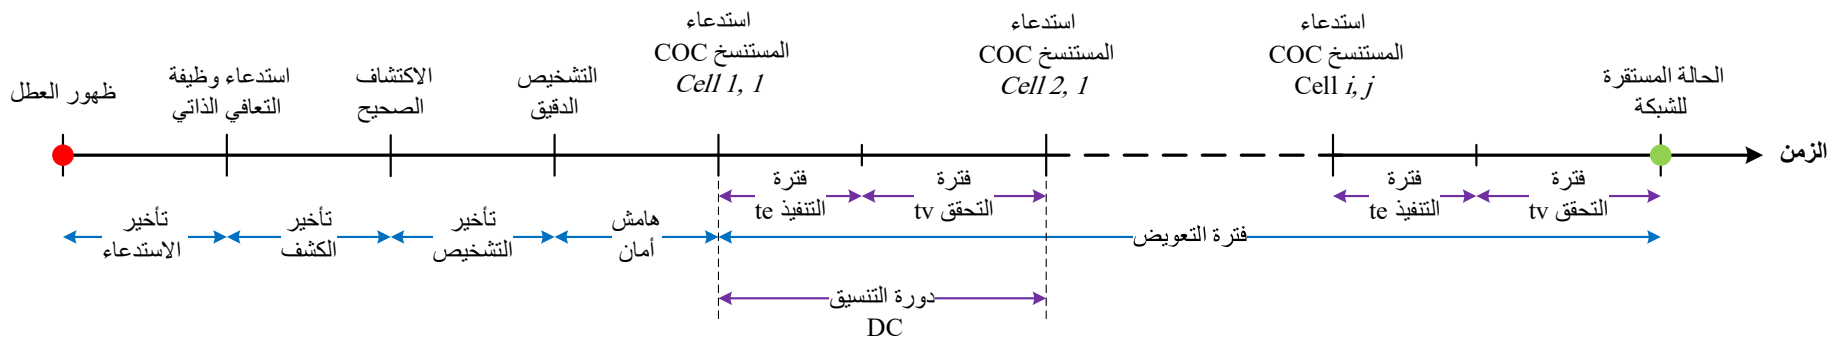 ظهور العطل
استدعاء وظيفة
التعافي الذاتي
الاكتشاف
الصحيح
التشخيص
الدقيق
استدعاء
المستنسخ COC
Cell 1, 1
استدعاء
المستنسخ COC
Cell 2, 1
استدعاء
المستنسخ COC
Cell i, j
الحالة المستقرة
للشبكة
الزمن
فترة
التنفيذ te
فترة
التحقق tv
فترة
التنفيذ te
فترة
التحقق tv
تأخير
الاستدعاء
تأخير
الكشف
تأخير
التشخيص
هامش
أمان
فترة التعويض
دورة التنسيق
DC